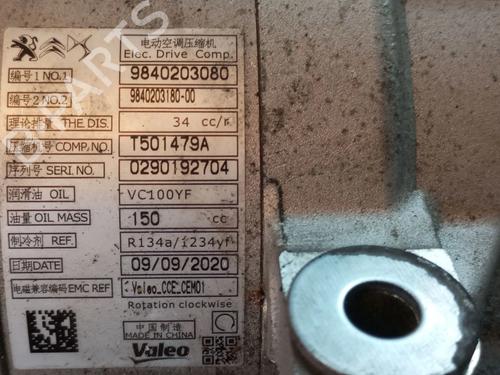 电动空调压缩机
Elec. Drive Comp.
编号1 NO.1 9840203080
编号2 NO.2 9840203180-00
理论排量 THE DIS. 34 cc/r
压缩机号 COMP.NO. T501479A
序列号 SERI.NO. 0290192704
润滑油 OIL VC100YF
油量 OIL MASS 150 cc
制冷剂 REF. R134a/1234yf
日期DATE 09/09/2020
电磁兼容编号EMC REF Valeo_CCE_CEM01
Rotation clockwise
中国制造
MADE IN CHINA
Valeo
B-PARTS